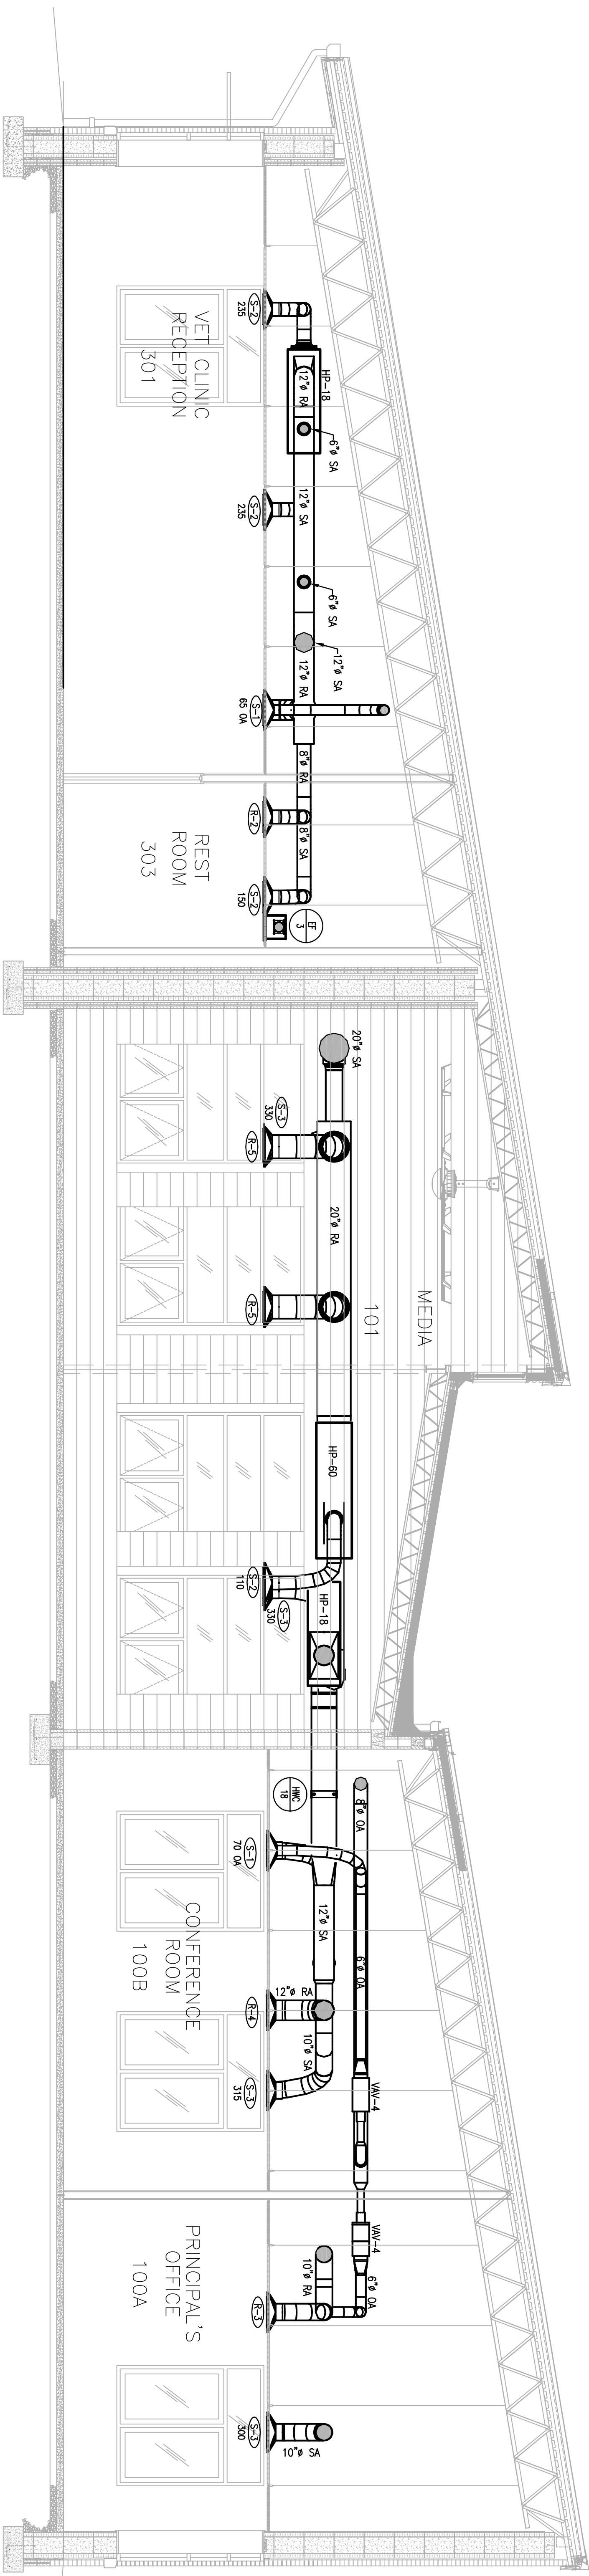 VET CLINIC
RECEPTION
301
S-2
235
HP-18
12"ø RA
6"ø SA
12"ø SA
S-2
235
6"ø SA
12"ø SA
12"ø RA
S-1
65 OA
8"ø RA
R-2
8"ø SA
S-2
150
EF
3
REST
ROOM
303
20"ø SA
S-3
330
R-5
20"ø RA
R-5
MEDIA
101
HP-60
S-2
110
S-3
330
HP-18
HWC
18
8"ø OA
S-1
70 OA
12"ø SA
6"ø OA
12"ø RA
R-4
10"ø SA
S-3
315
VAV-4
CONFERENCE
ROOM
100B
VAV-4
6"ø OA
10"ø RA
R-3
PRINCIPAL'S
OFFICE
100A
S-3
300
10"ø SA